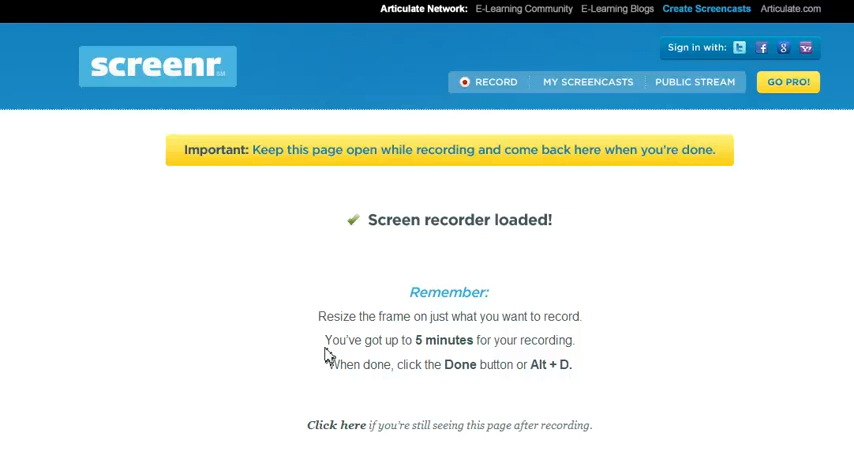 Articulate Network: E-Learning Community E-Learning Blogs Create Screencasts Articulate.com
Sign in with:
screenr SM
RECORD MY SCREENCASTS PUBLIC STREAM GO PRO!
Important: Keep this page open while recording and come back here when you're done.
Screen recorder loaded!
Remember:
Resize the frame on just what you want to record.
You've got up to 5 minutes for your recording.
When done, click the Done button or Alt + D.
Click here if you're still seeing this page after recording.